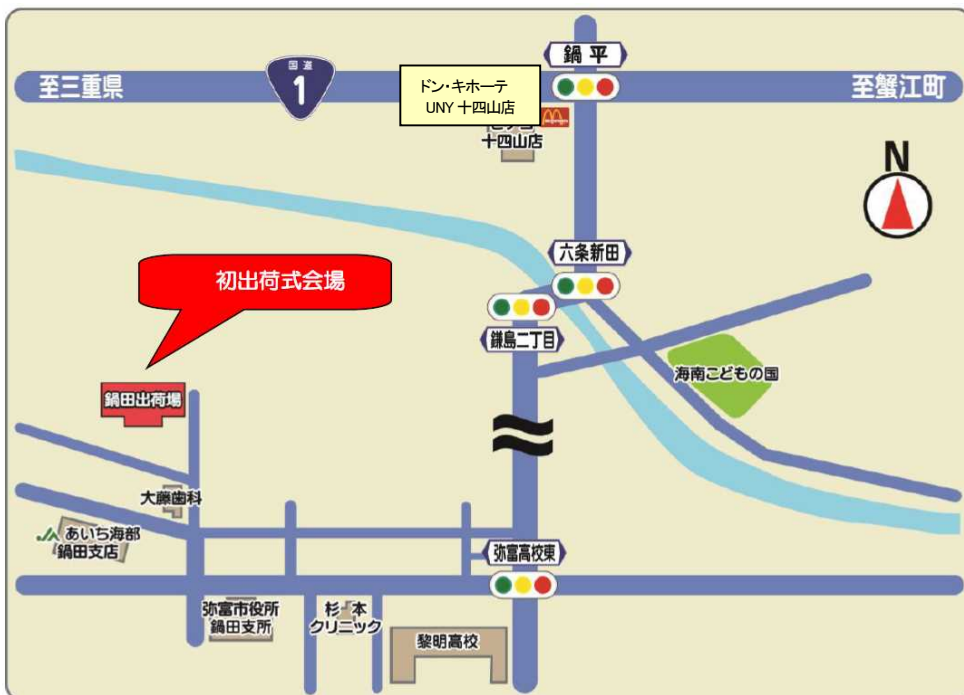 鍋平
国道
1
至三重県
至蟹江町
ドン・キホーテ
UNY 十四山店
十四山店
N
六条新田
初出荷式会場
鎌島二丁目
海南こどもの国
鍋田出荷場
大藤歯科
JA あいち海部
鍋田支店
弥富高校東
弥富市役所
鍋田支所
杉本
クリニック
黎明高校